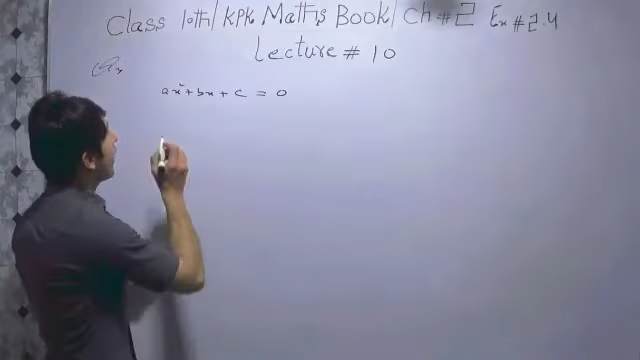 Class 10th/KPK Maths Book/Ch#2 Ex#2.4
Lecture # 10
ax²+bx+c = 0